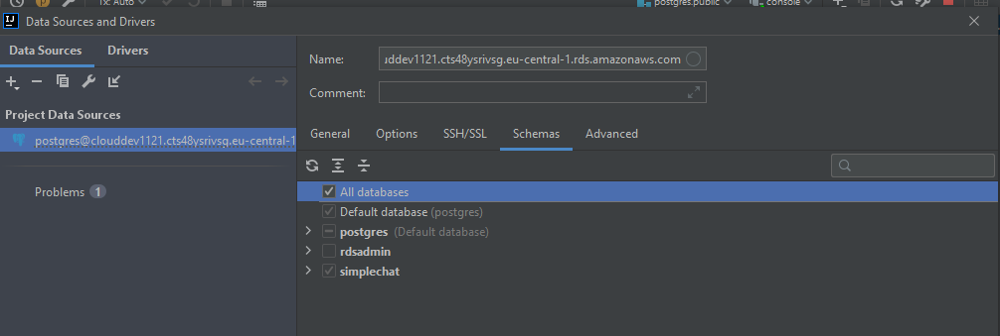 Tx: Auto
postgres.public
console
Data Sources and Drivers
Data Sources
Drivers
Name:
ıddev1121.cts48ysrivsg.eu-central-1.rds.amazonaws.com
Comment:
Project Data Sources
postgres@clouddev1121.cts48ysrivsg.eu-central-1
Problems 1
General Options SSH/SSL Schemas Advanced
All databases
Default database (postgres)
postgres (Default database)
rdsadmin
simplechat